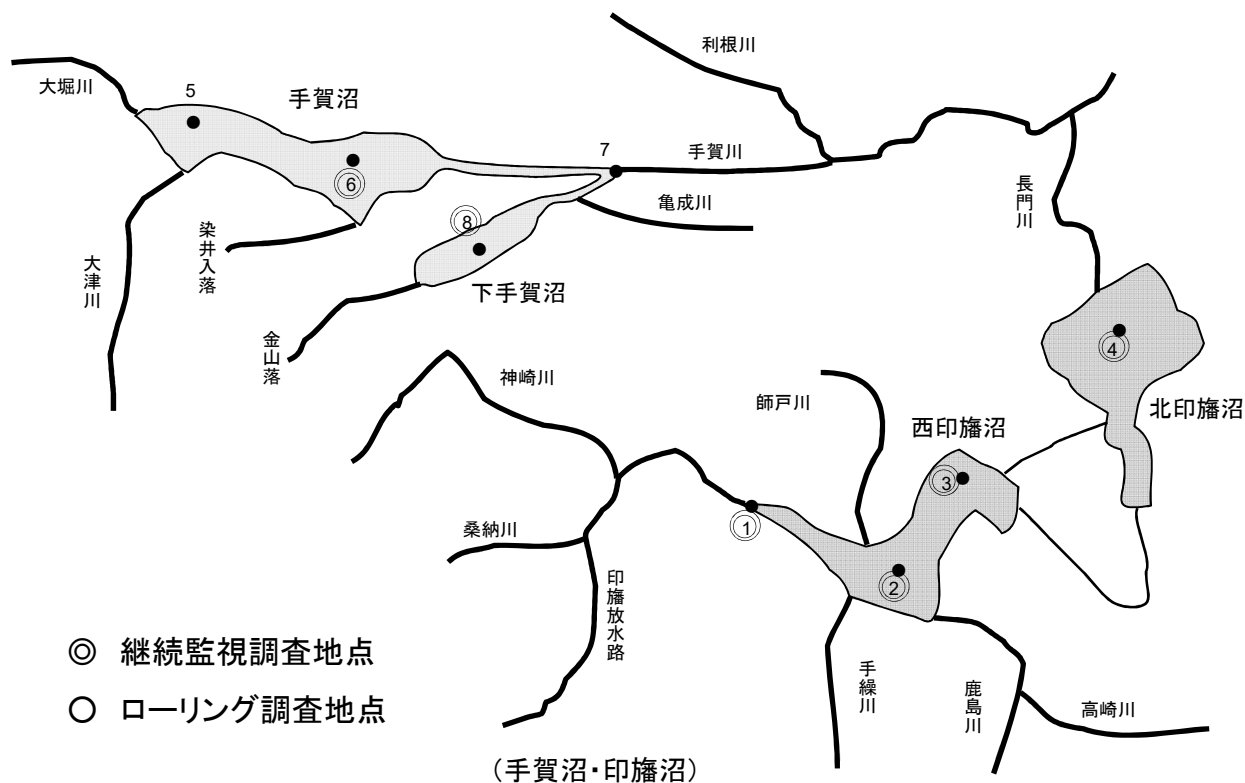 利根川
大堀川
5
手賀沼
7
手賀川
6
長門川
亀成川
8
染井入落
大津川
下手賀沼
金山落
4
神崎川
師戸川
北印旛沼
西印旛沼
3
1
桑納川
2
印旛放水路
◎ 継続監視調査地点
手繰川
鹿島川
○ ローリング調査地点
高崎川
(手賀沼・印旛沼)